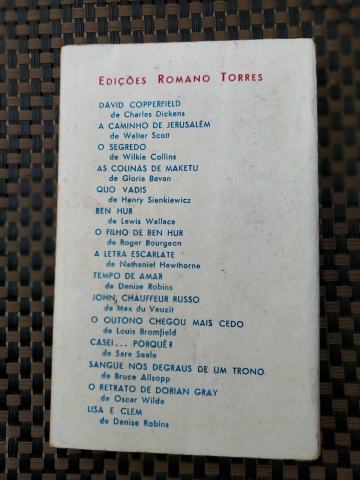 EDIÇÕES ROMANO TORRES
DAVID COPPERFIELD
de Charles Dickens
A CAMINHO DE JERUSALÉM
de Walter Scott
O SEGREDO
de Wilkie Collins
AS COLINAS DE MAKETU
de Gloria Bevan
QUO VADIS
de Henry Sienkiewicz
BEN HUR
de Lewis Wallace
O FILHO DE BEN HUR
de Roger Bourgeon
A LETRA ESCARLATE
de Nathaniel Hawthorne
TEMPO DE AMAR
de Denise Robins
JOHN, CHAUFFEUR RUSSO
de Max du Veuzit
O OUTONO CHEGOU MAIS CEDO
de Louis Bromfield
CASEI... PORQUÊ?
de Sara Seale
SANGUE NOS DEGRAUS DE UM TRONO
de Bruce Allsopp
O RETRATO DE DORIAN GRAY
de Oscar Wilde
LISA E CLEM
de Denise Robins